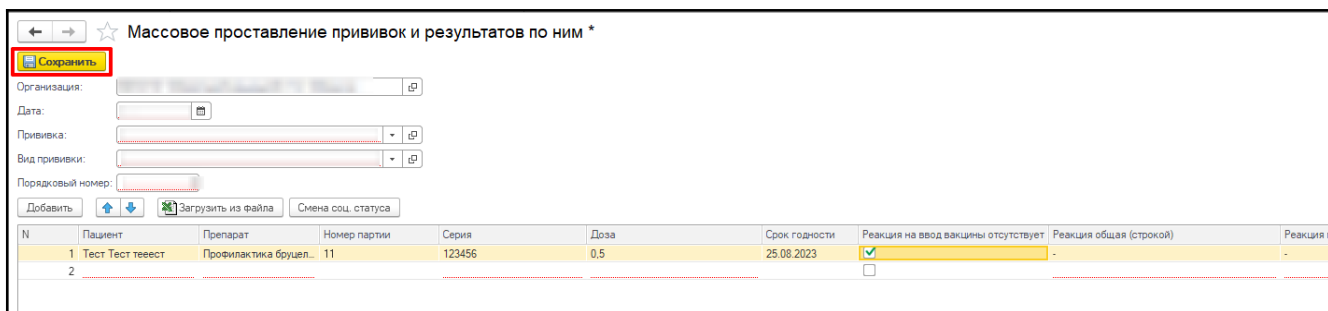 Массовое проставление прививок и результатов по ним *
Сохранить
Организация:
Дата:
Прививка:
Вид прививки:
Порядковый номер:
Добавить Загрузить из файла Смена соц. статуса
N Пациент Препарат Номер партии Серия Доза Срок годности Реакция на ввод вакцины отсутствует Реакция общая (строкой) Реакция
1 Тест Тест тееест Профилактика бруцел... 11 123456 0,5 25.08.2023 - -
2